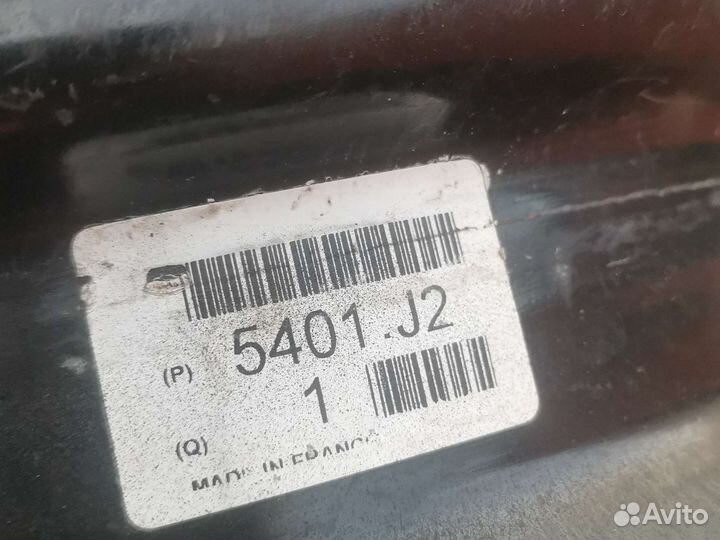 (P) 5401.J2
(Q) 1
MADE IN FRANCE
Avito